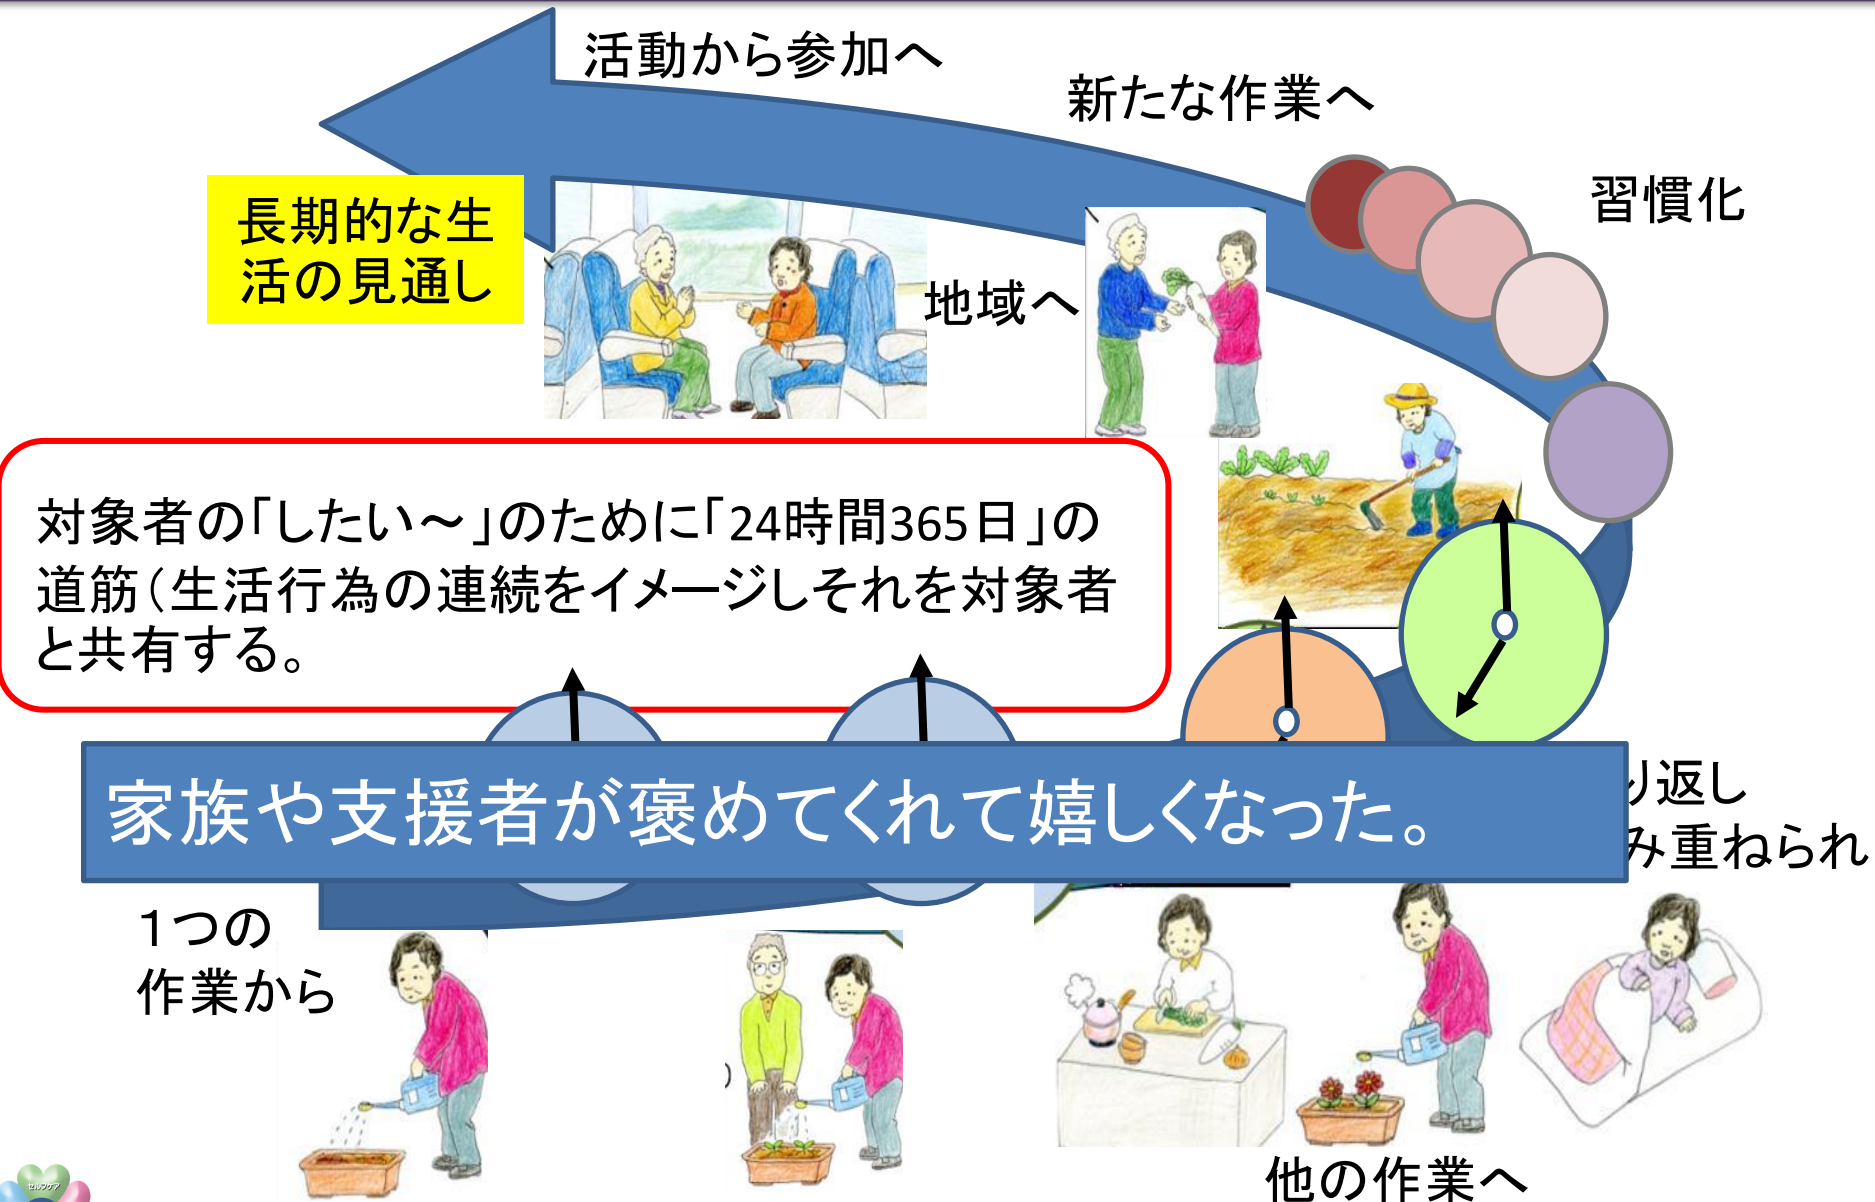 活動から参加へ
新たな作業へ
習慣化
長期的な生
活の見通し
地域へ
対象者の「したい～」のために「24時間365日」の
道筋(生活行為の連続をイメージしそれを対象者
と共有する。
家族や支援者が褒めてくれて嬉しくなった。
り返し
み重ねられ
1つの
作業から
他の作業へ
セルフケア